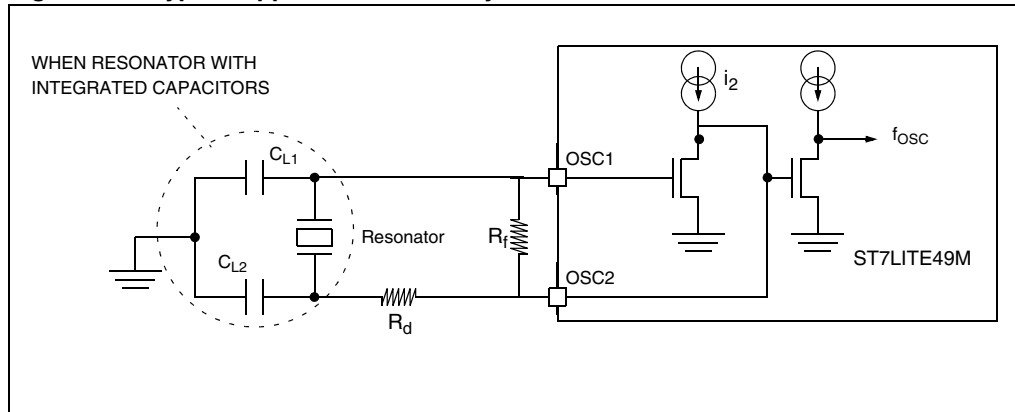 WHEN RESONATOR WITH
INTEGRATED CAPACITORS
i2
fOSC
CL1
OSC1
Resonator
Rf
ST7LITE49M
CL2
OSC2
Rd